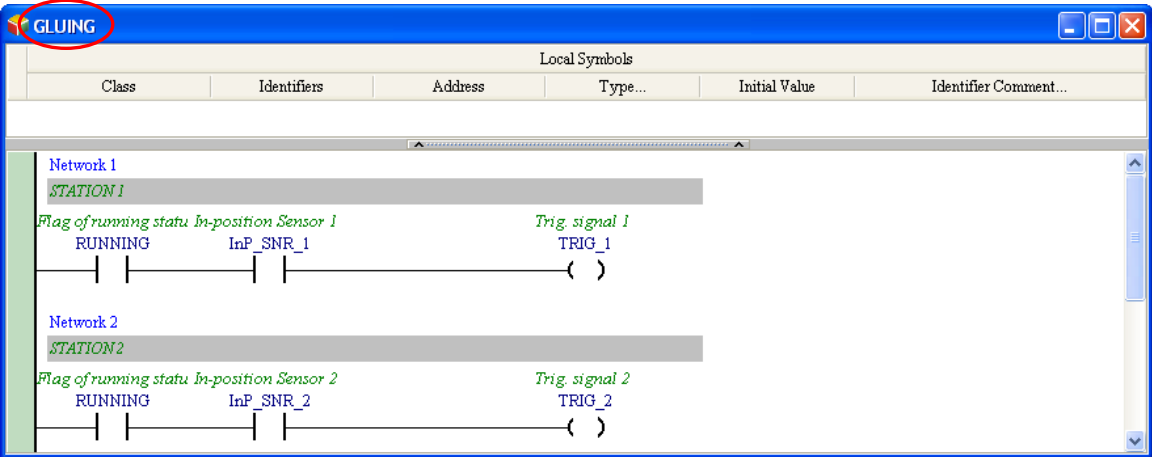 GLUING
Local Symbols
Class Identifiers Address Type... Initial Value Identifier Comment...
Network 1
STATION 1
Flag of running statu In-position Sensor 1 Trig. signal 1
RUNNING InP_SNR_1 TRIG_1
Network 2
STATION2
Flag of running statu In-position Sensor 2 Trig. signal 2
RUNNING InP_SNR_2 TRIG_2